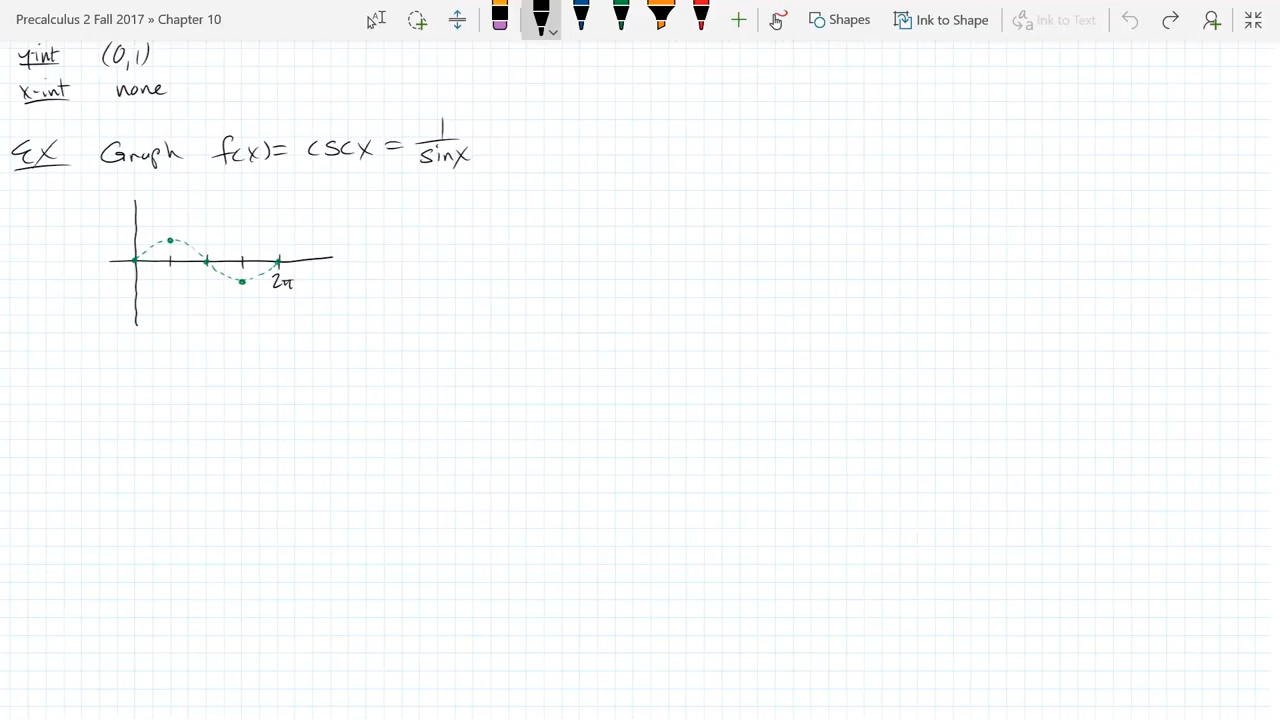 Precalculus 2 Fall 2017 » Chapter 10
Shapes
Ink to Shape
Ink to Text
y-int (0,1)
x-int none
EX Graph f(x) = csc x = 1/sin x
2π